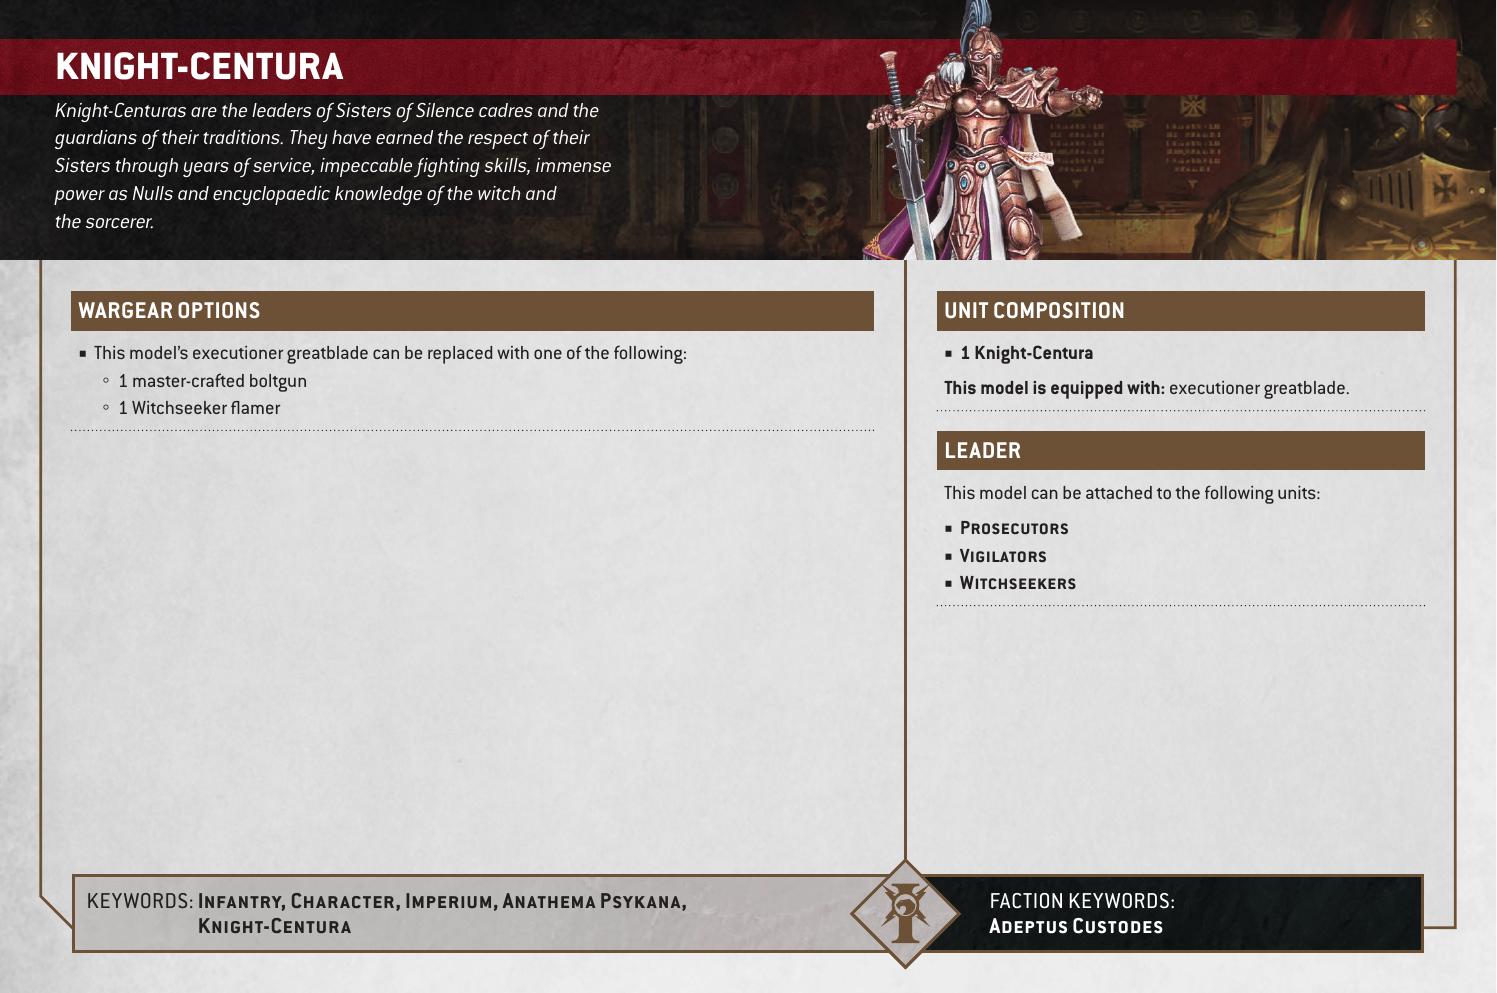 KNIGHT-CENTURA
Knight-Centuras are the leaders of Sisters of Silence cadres and the
guardians of their traditions. They have earned the respect of their
Sisters through years of service, impeccable fighting skills, immense
power as Nulls and encyclopaedic knowledge of the witch and
the sorcerer.
WARGEAR OPTIONS
▪ This model’s executioner greatblade can be replaced with one of the following:
◦ 1 master-crafted boltgun
◦ 1 Witchseeker flamer
UNIT COMPOSITION
▪ 1 Knight-Centura
This model is equipped with: executioner greatblade.
LEADER
This model can be attached to the following units:
▪ Prosecutors
▪ Vigilators
▪ Witchseekers
KEYWORDS: Infantry, Character, Imperium, Anathema Psykana,
Knight-Centura
FACTION KEYWORDS:
Adeptus Custodes